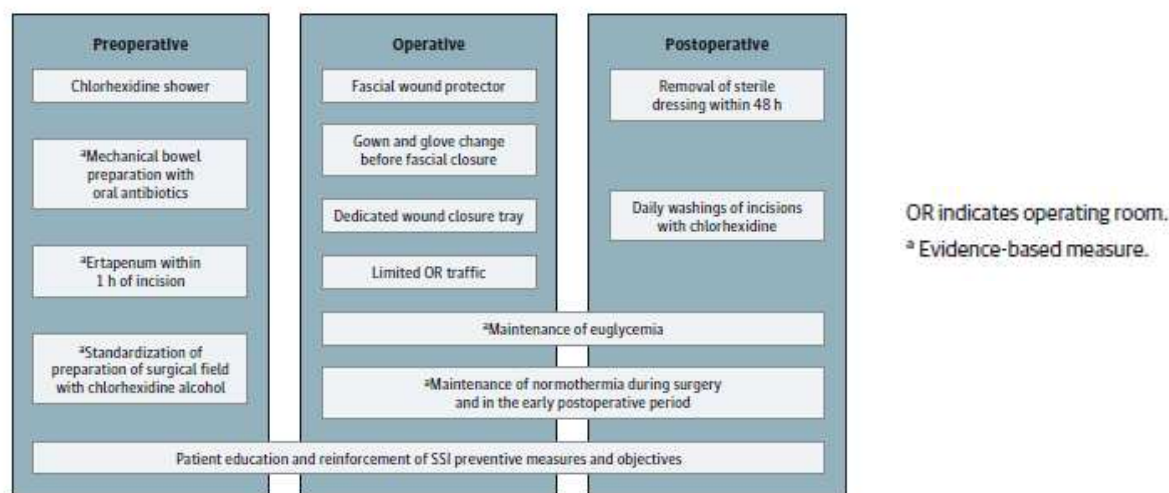 Preoperative
Chlorhexidine shower
ªMechanical bowel
preparation with
oral antibiotics
ªErtapenum within
1 h of incision
ªStandardization of
preparation of surgical field
with chlorhexidine alcohol
Operative
Fascial wound protector
Gown and glove change
before fascial closure
Dedicated wound closure tray
Limited OR traffic
Postoperative
Removal of sterile
dressing within 48 h
Daily washings of incisions
with chlorhexidine
ªMaintenance of euglycemia
ªMaintenance of normothermia during surgery
and in the early postoperative period
Patient education and reinforcement of SSI preventive measures and objectives
OR indicates operating room.
ª Evidence-based measure.